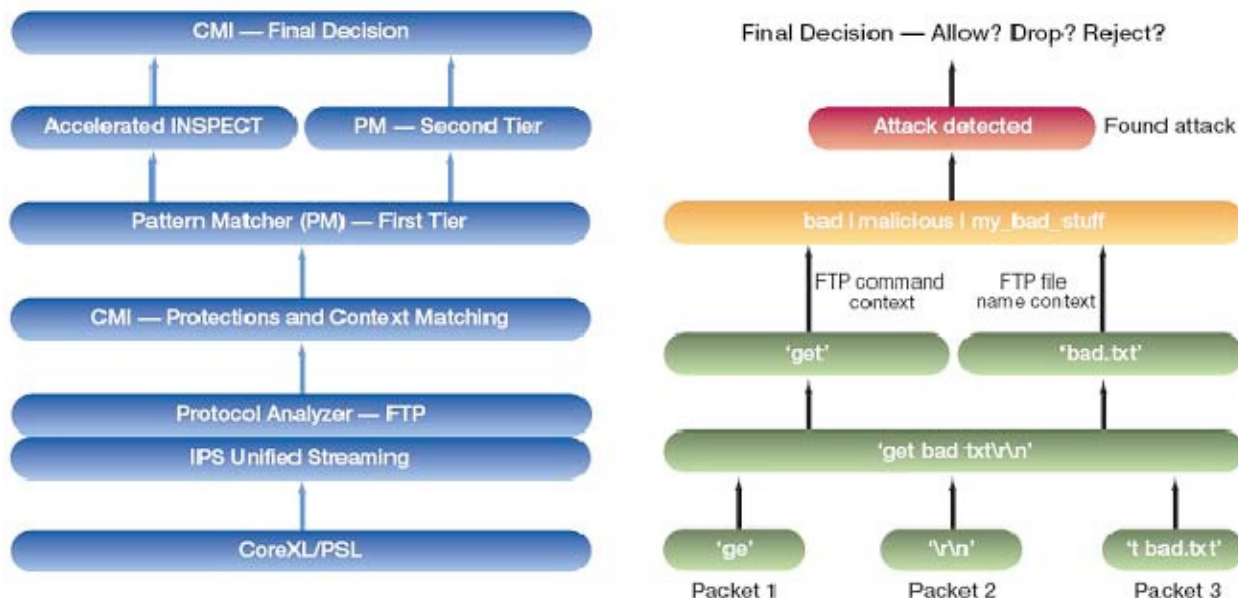 CMI — Final Decision
Final Decision — Allow? Drop? Reject?
Accelerated INSPECT
PM — Second Tier
Attack detected
Found attack
Pattern Matcher (PM) — First Tier
bad | malicious | my_bad_stuff
FTP command
context
FTP file
name context
CMI — Protections and Context Matching
'get'
'bad.txt'
Protocol Analyzer — FTP
IPS Unified Streaming
'get bad txt\r\n'
CoreXL/PSL
'ge'
'\r\n'
't bad.txt'
Packet 1
Packet 2
Packet 3